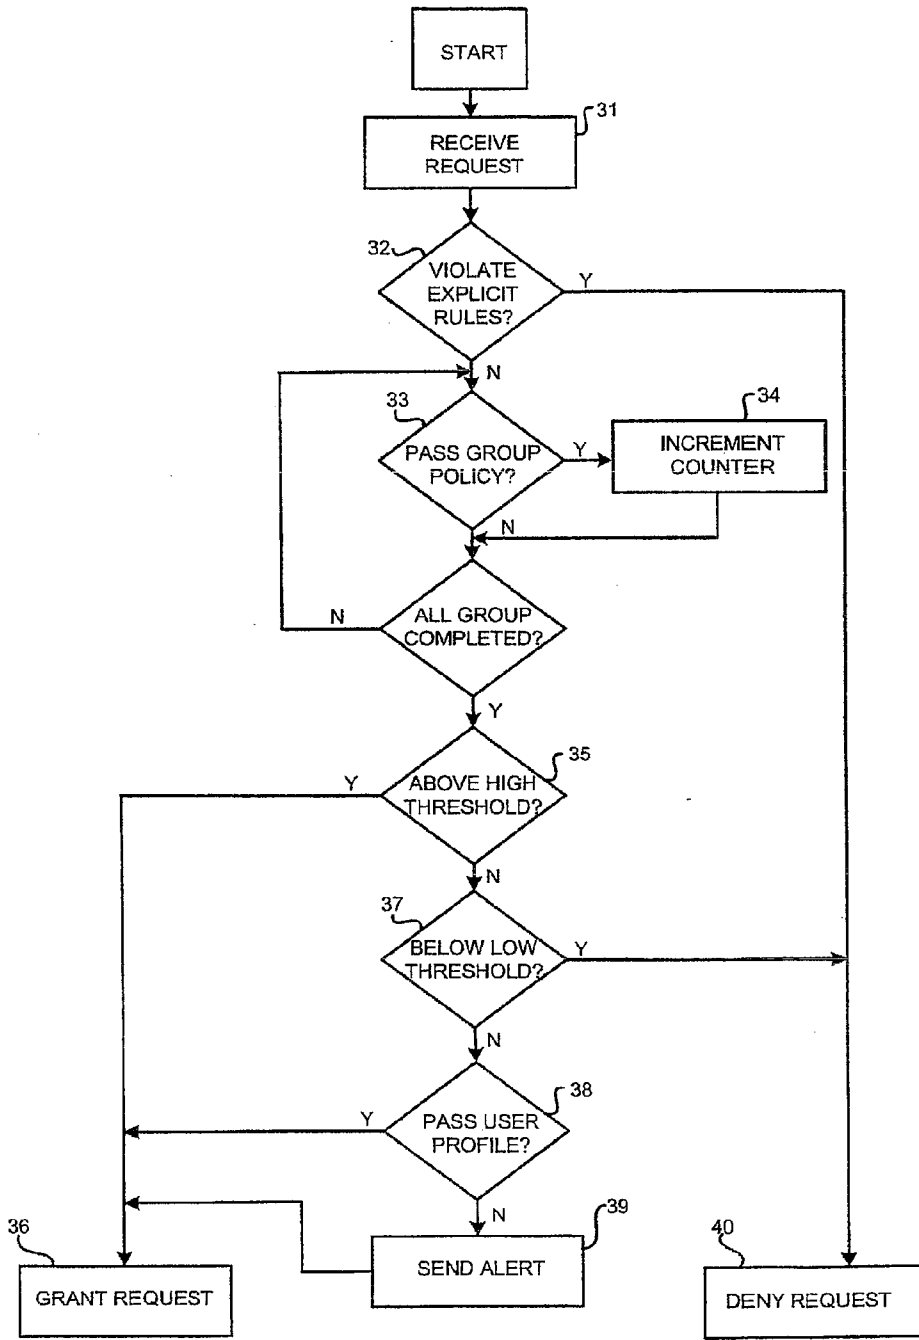 START
31
RECEIVE
REQUEST
32
VIOLATE
EXPLICIT
RULES?
Y
N
33
PASS GROUP
POLICY?
Y
34
INCREMENT
COUNTER
N
N
ALL GROUP
COMPLETED?
Y
35
Y
ABOVE HIGH
THRESHOLD?
N
37
BELOW LOW
THRESHOLD?
Y
N
38
Y
PASS USER
PROFILE?
N
39
SEND ALERT
36
GRANT REQUEST
40
DENY REQUEST